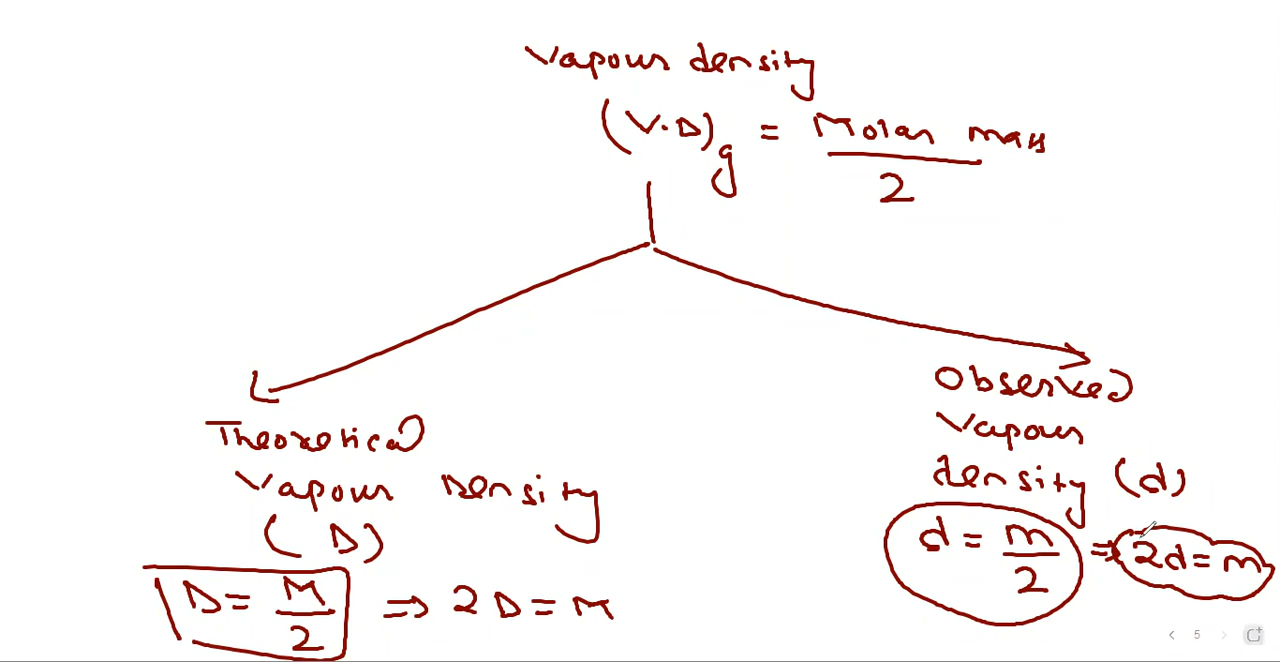 Vapour density
(V.D)g = Molar mass
2
Theoretical
Vapour Density
(D)
D = M/2 ⇒ 2D = M
Observed
Vapour
density (d)
d = m/2 ⇒ 2d = m
5